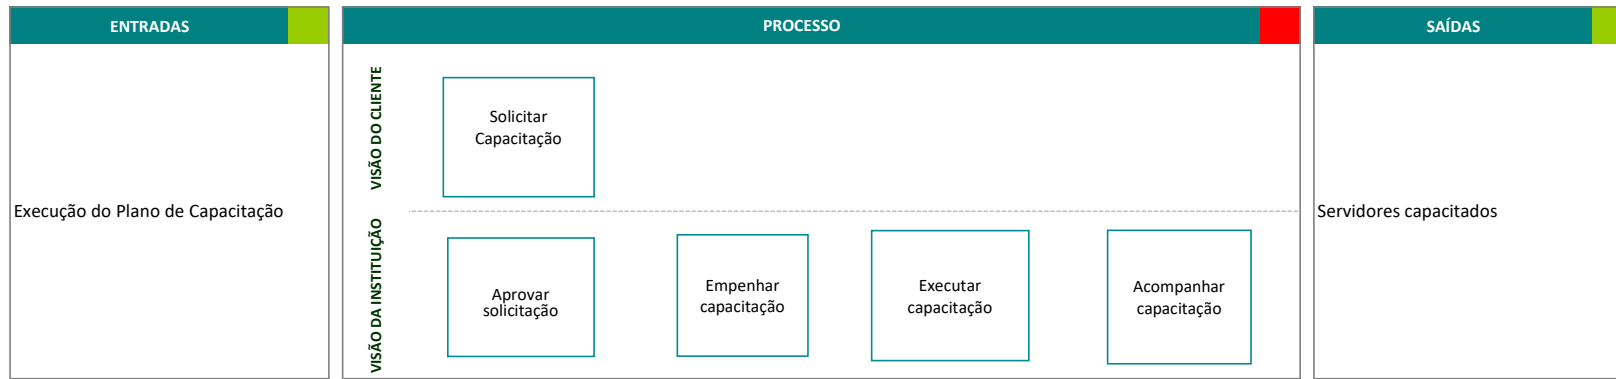 ENTRADAS
PROCESSO
SAÍDAS
Execução do Plano de Capacitação
VISÃO DO CLIENTE
Solicitar
Capacitação
VISÃO DA INSTITUIÇÃO
Aprovar
solicitação
Empenhar
capacitação
Executar
capacitação
Acompanhar
capacitação
Servidores capacitados